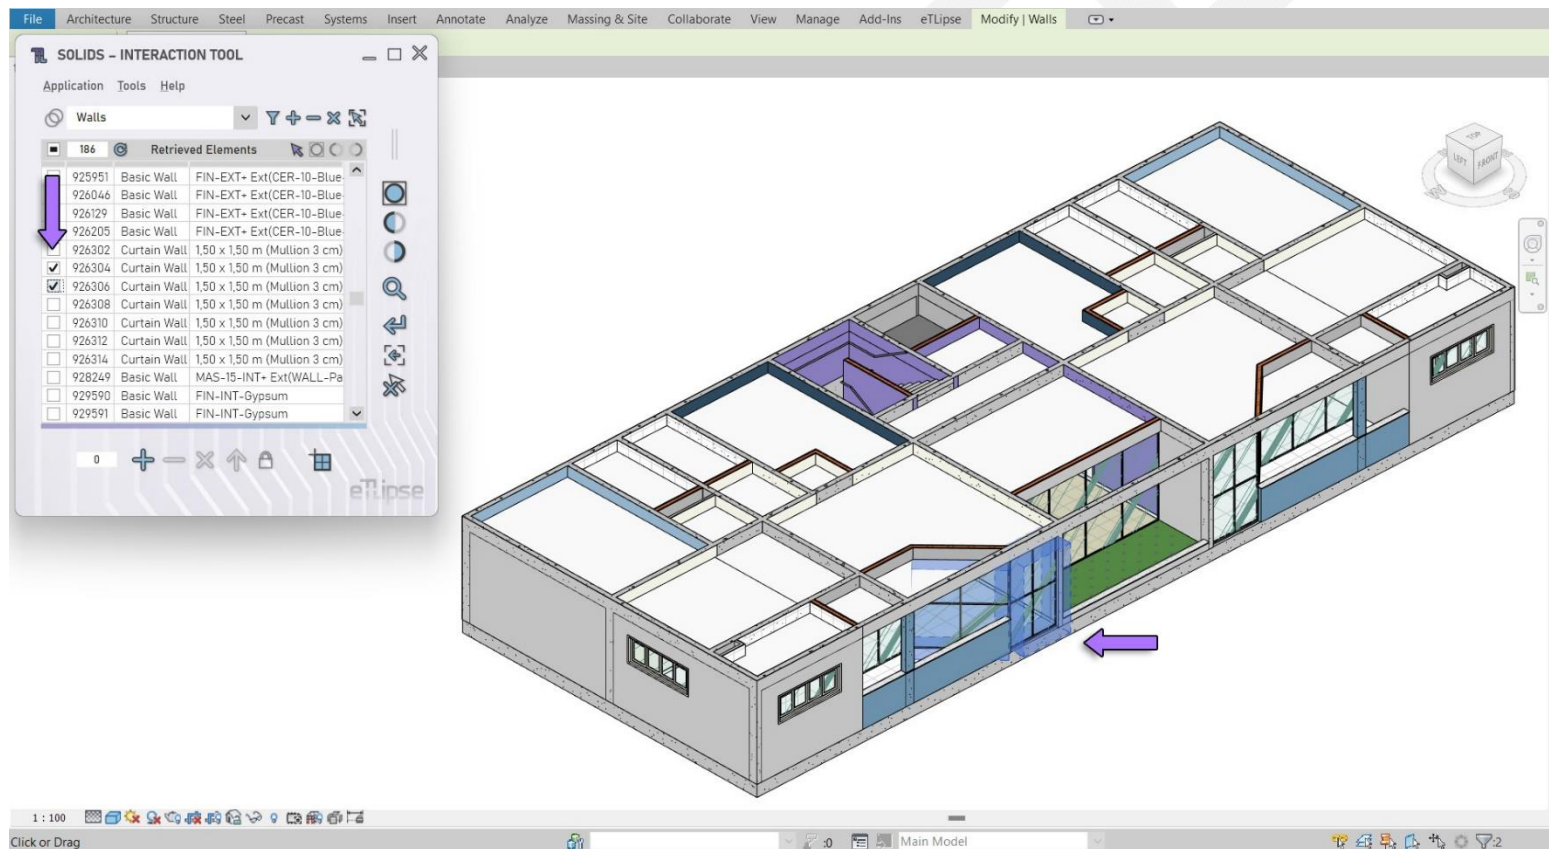 File Architecture Structure Steel Precast Systems Insert Annotate Analyze Massing & Site Collaborate View Manage Add-Ins eTLipse Modify | Walls
SOLIDS – INTERACTION TOOL
Application Tools Help
Walls
186 Retrieved Elements
925951 Basic Wall FIN-EXT+ Ext(CER-10-Blue-
926046 Basic Wall FIN-EXT+ Ext(CER-10-Blue-
926129 Basic Wall FIN-EXT+ Ext(CER-10-Blue-
926205 Basic Wall FIN-EXT+ Ext(CER-10-Blue-
926302 Curtain Wall 1,50 x 1,50 m (Mullion 3 cm)
926304 Curtain Wall 1,50 x 1,50 m (Mullion 3 cm)
926306 Curtain Wall 1,50 x 1,50 m (Mullion 3 cm)
926308 Curtain Wall 1,50 x 1,50 m (Mullion 3 cm)
926310 Curtain Wall 1,50 x 1,50 m (Mullion 3 cm)
926312 Curtain Wall 1,50 x 1,50 m (Mullion 3 cm)
926314 Curtain Wall 1,50 x 1,50 m (Mullion 3 cm)
928249 Basic Wall MAS-15-INT+ Ext(WALL-Pa
929590 Basic Wall FIN-INT-Gypsum
929591 Basic Wall FIN-INT-Gypsum
0
eTLipse
TOP
LEFT FRONT
1 : 100
Click or Drag :0 Main Model :2